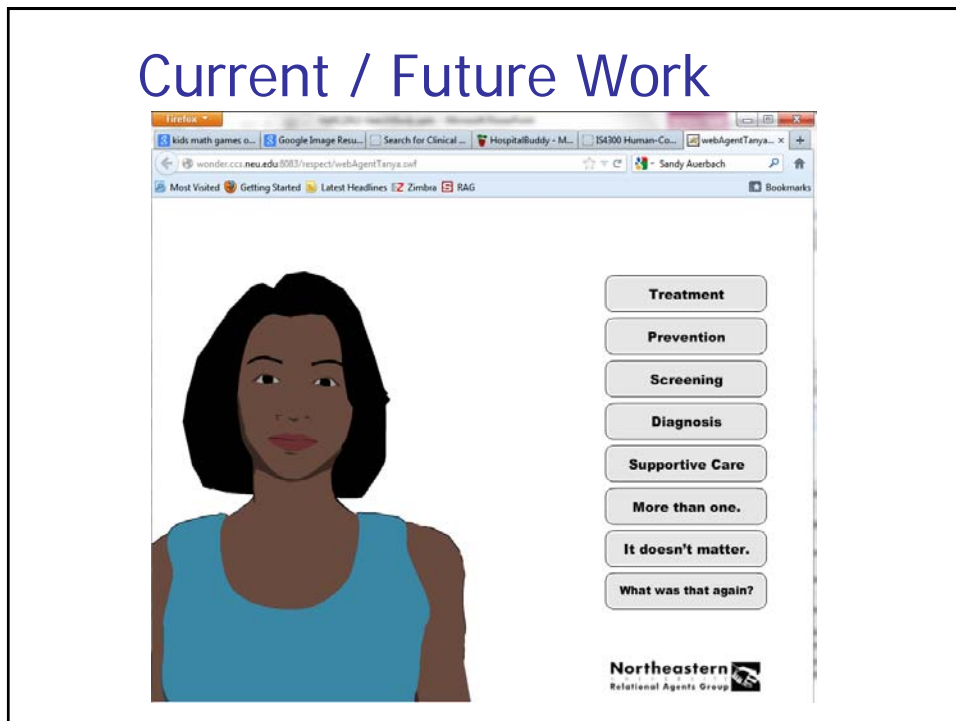 Current / Future Work
Firefox
kids math games o... Google Image Resu... Search for Clinical ... HospitalBuddy - M... IS4300 Human-Co... webAgentTanya... × +
wonder.ccs.neu.edu:8083/respect/webAgentTanya.swf Sandy Auerbach
Most Visited Getting Started Latest Headlines Zimbra RAG Bookmarks
Treatment
Prevention
Screening
Diagnosis
Supportive Care
More than one.
It doesn't matter.
What was that again?
Northeastern
UNIVERSITY
Relational Agents Group